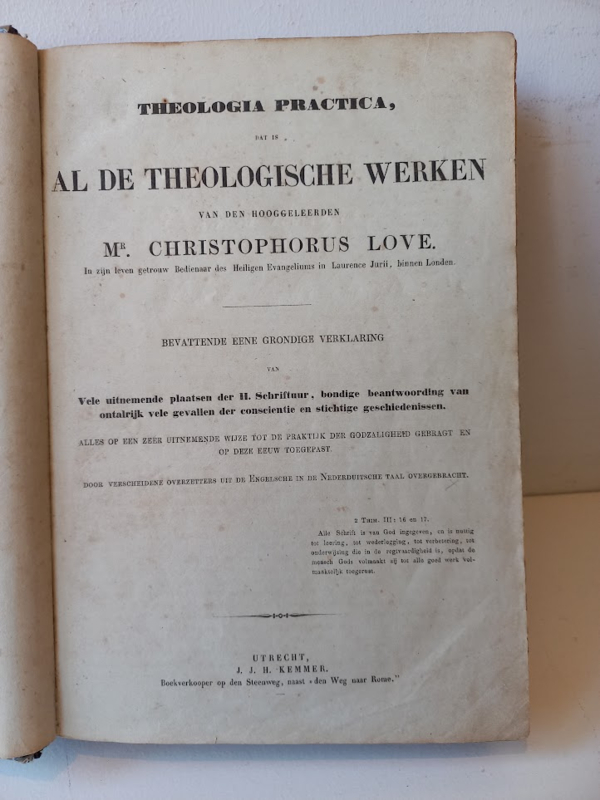 THEOLOGIA PRACTICA,
DAT IS
AL DE THEOLOGISCHE WERKEN
VAN DEN HOOGGELEERDEN
MR. CHRISTOPHORUS LOVE.
In zijn leven getrouw Bedienaar des Heiligen Evangeliums in Laurence Jurii, binnen Londen.
BEVATTENDE EENE GRONDIGE VERKLARING
VAN
Vele uitnemende plaatsen der H. Schriftuur, bondige beantwoording van
ontalrijk vele gevallen der conscientie en stichtige geschiedenissen.
ALLES OP EEN ZEER UITNEMENDE WIJZE TOT DE PRAKTIJK DER GODZALIGHEID GEBRAGT EN
OP DEZE EEUW TOEGEPAST
DOOR VERSCHEIDENE OVERZETTERS UIT DE ENGELSCHE IN DE NEDERDUITSCHE TAAL OVERGEBRACHT.
2 THIM. III: 16 en 17.
Alle Schrift is van God ingegeven, en is nuttig
tot leering, tot wederlegging, tot verbetering, tot
onderwijzing die in de regtvaardigheid is, opdat de
mensch Gods volmaakt zij tot alle goed werk vol-
maaktelijk toegerust.
UTRECHT,
J. J. H. KEMMER.
Boekverkooper op den Steenweg, naast «den Weg naar Rome."